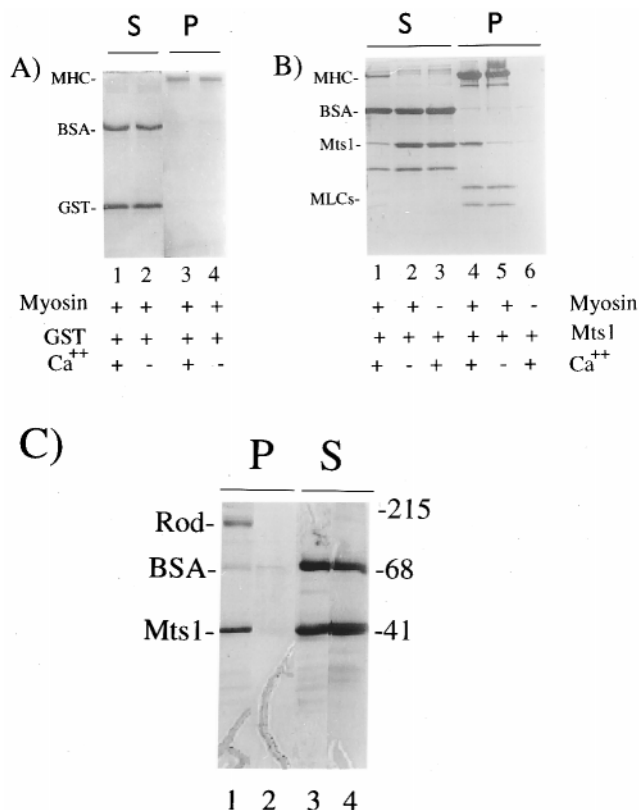 A)
S P
MHC-
BSA-
GST-
1 2 3 4
Myosin + + + +
GST + + + +
Ca++ + - + -
B)
S P
MHC-
BSA-
Mts1-
MLCs-
1 2 3 4 5 6
+ + - + + - Myosin
+ + + + + + Mts1
+ - + + - + Ca++
C)
P S
Rod- -215
BSA- -68
Mts1- -41
1 2 3 4